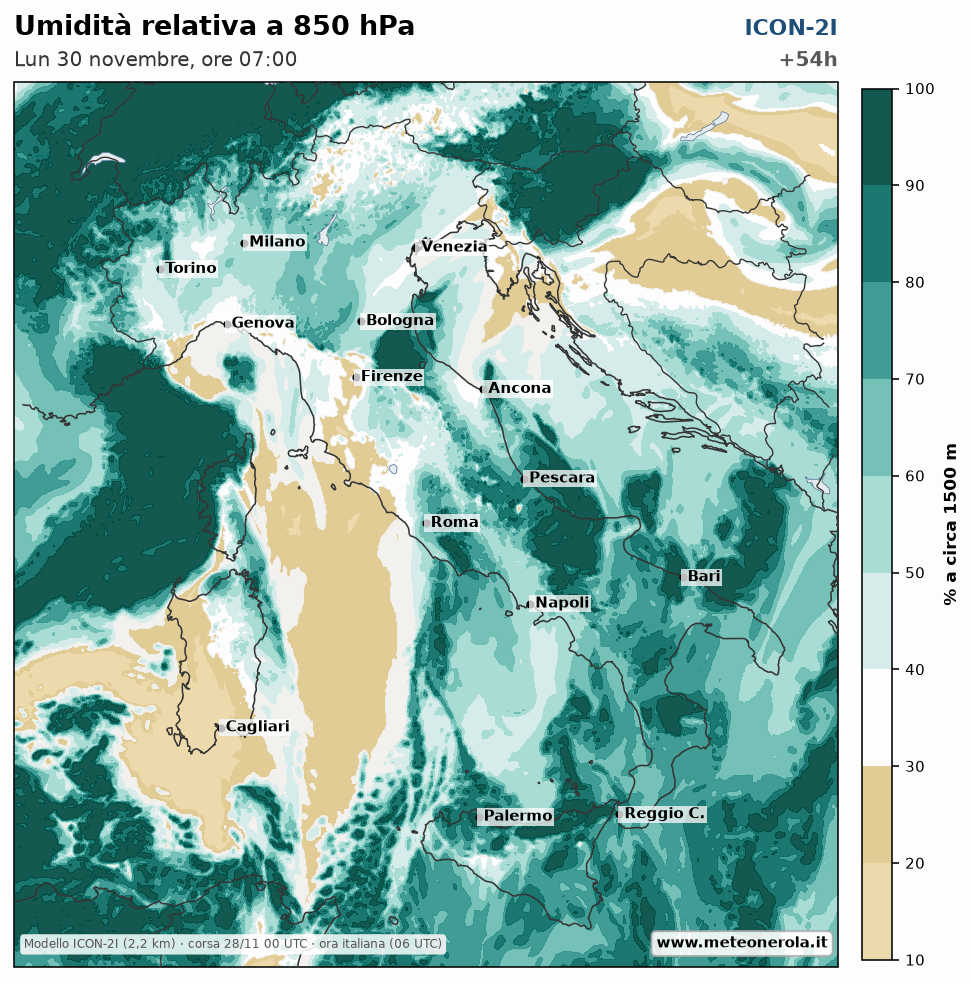 Umidità relativa a 850 hPa
ICON-2I
Lun 30 novembre, ore 07:00
+54h
100
90
80
70
60
50
40
30
20
10
% a circa 1500 m
Milano
Venezia
Torino
Genova
Bologna
Firenze
Ancona
Pescara
Roma
Bari
Napoli
Cagliari
Palermo
Reggio C.
Modello ICON-2I (2,2 km) · corsa 28/11 00 UTC · ora italiana (06 UTC)
www.meteonerola.it